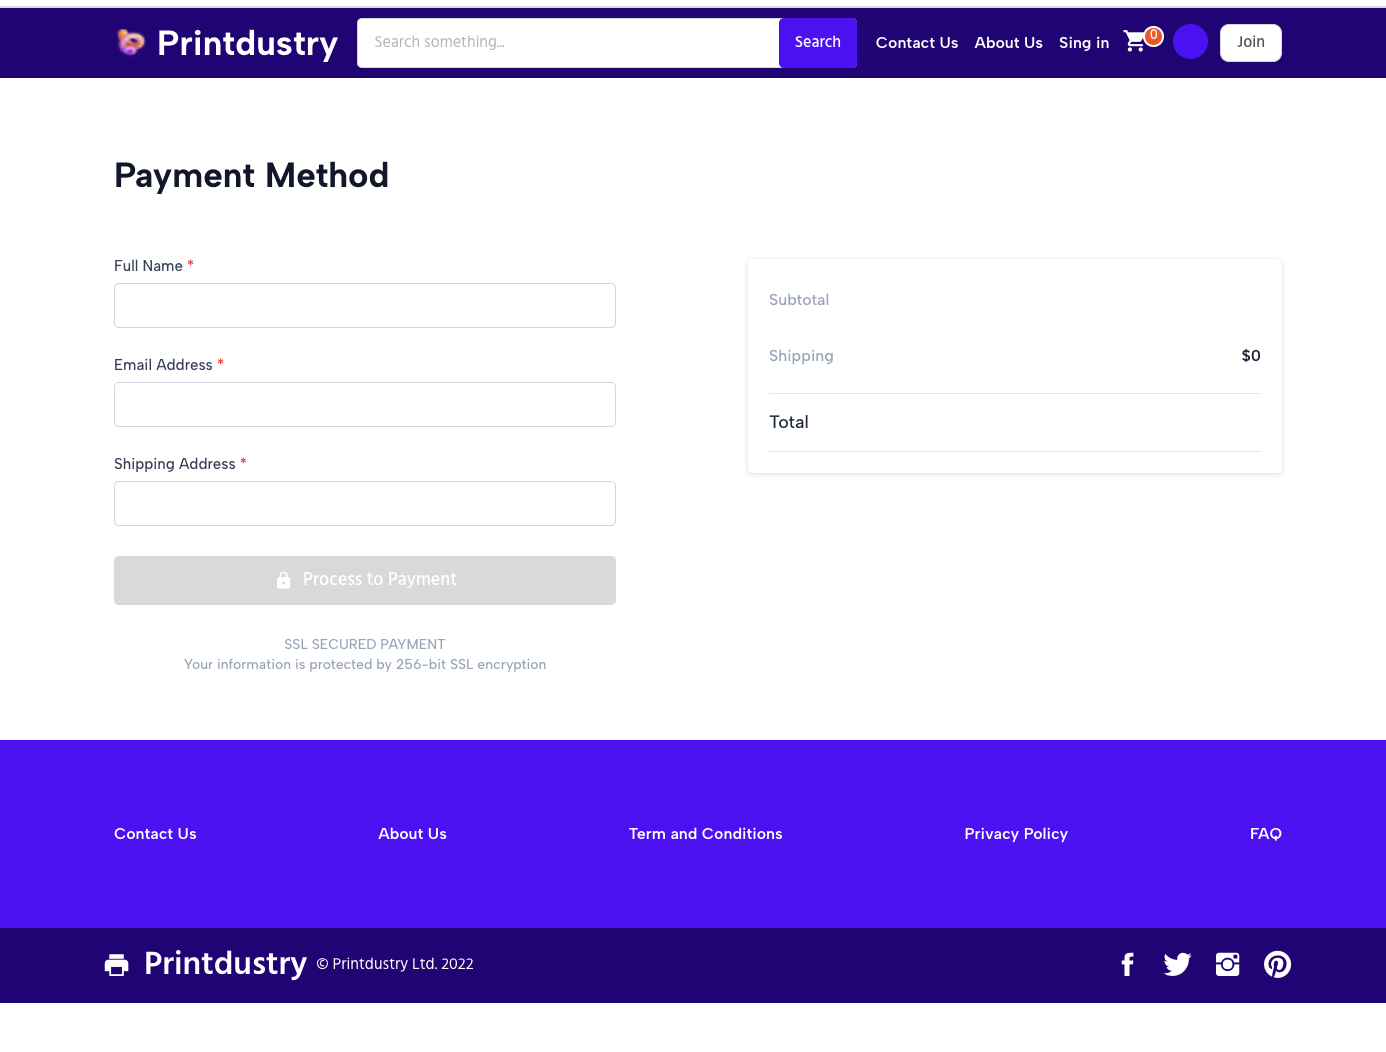 Printdustry
Search something...
Search
Contact Us
About Us
Sing in
0
Join
Payment Method
Full Name *
Email Address *
Shipping Address *
Process to Payment
SSL SECURED PAYMENT
Your information is protected by 256-bit SSL encryption
Subtotal
Shipping $0
Total
Contact Us
About Us
Term and Conditions
Privacy Policy
FAQ
Printdustry © Printdustry Ltd. 2022